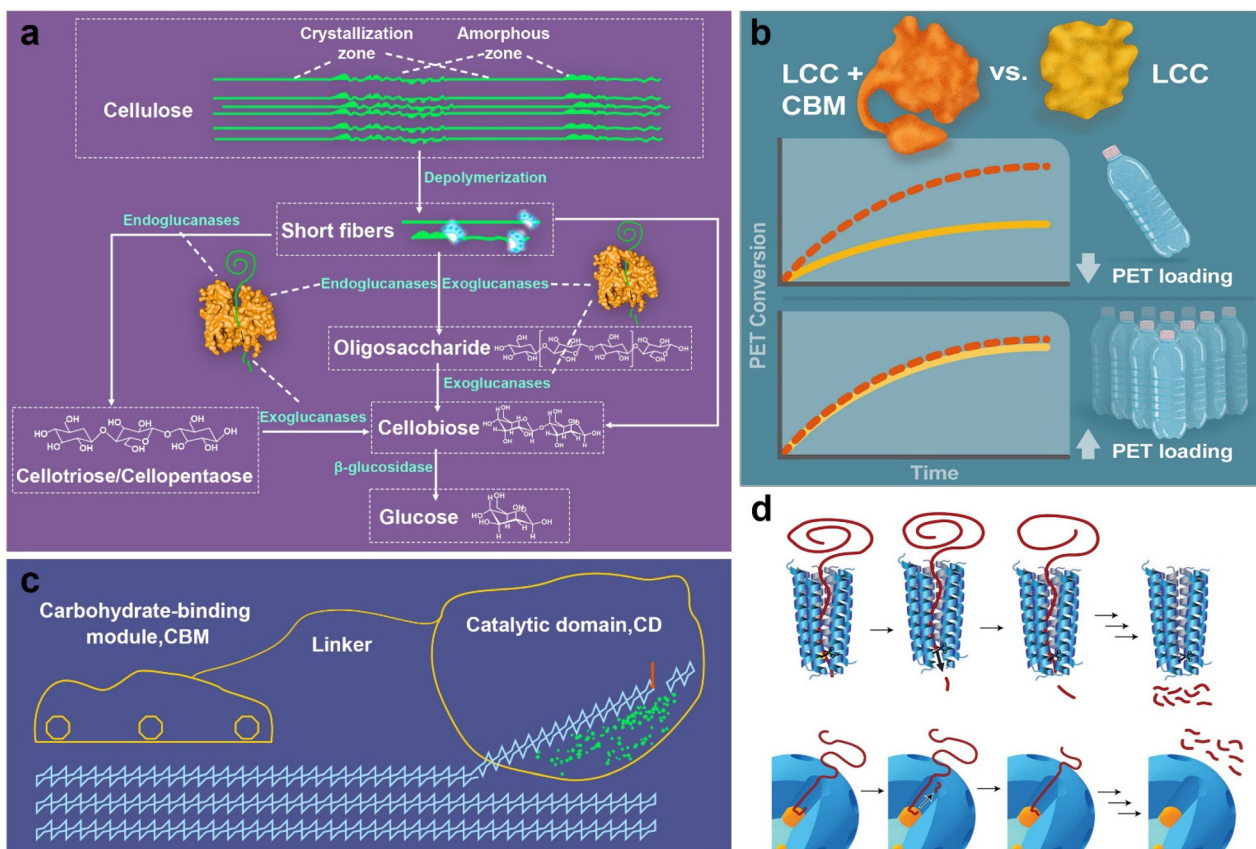 a
Crystallization zone
Amorphous zone
Cellulose
Depolymerization
Endoglucanases
Short fibers
Endoglucanases Exoglucanases
Oligosaccharide
Exoglucanases
Exoglucanases
Cellobiose
Cellotriose/Cellopentaose
β-glucosidase
Glucose
b
LCC +
CBM
vs.
LCC
PET Conversion
PET loading
PET loading
Time
c
Carbohydrate-binding
module,CBM
Linker
Catalytic domain,CD
d